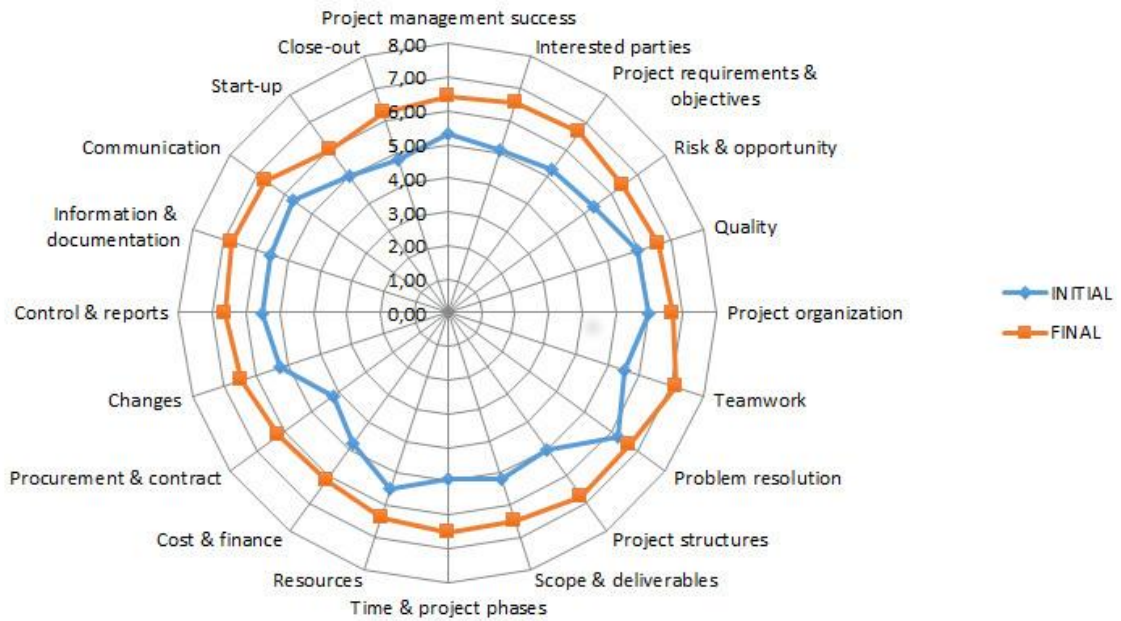 Project management success
Close-out
8,00
Interested parties
Start-up
7,00
Project requirements &
objectives
6,00
Communication
5,00
Risk & opportunity
4,00
Information &
documentation
3,00
Quality
2,00
1,00
Control & reports
0,00
Project organization
INITIAL
FINAL
Changes
Teamwork
Procurement & contract
Problem resolution
Cost & finance
Project structures
Resources
Scope & deliverables
Time & project phases